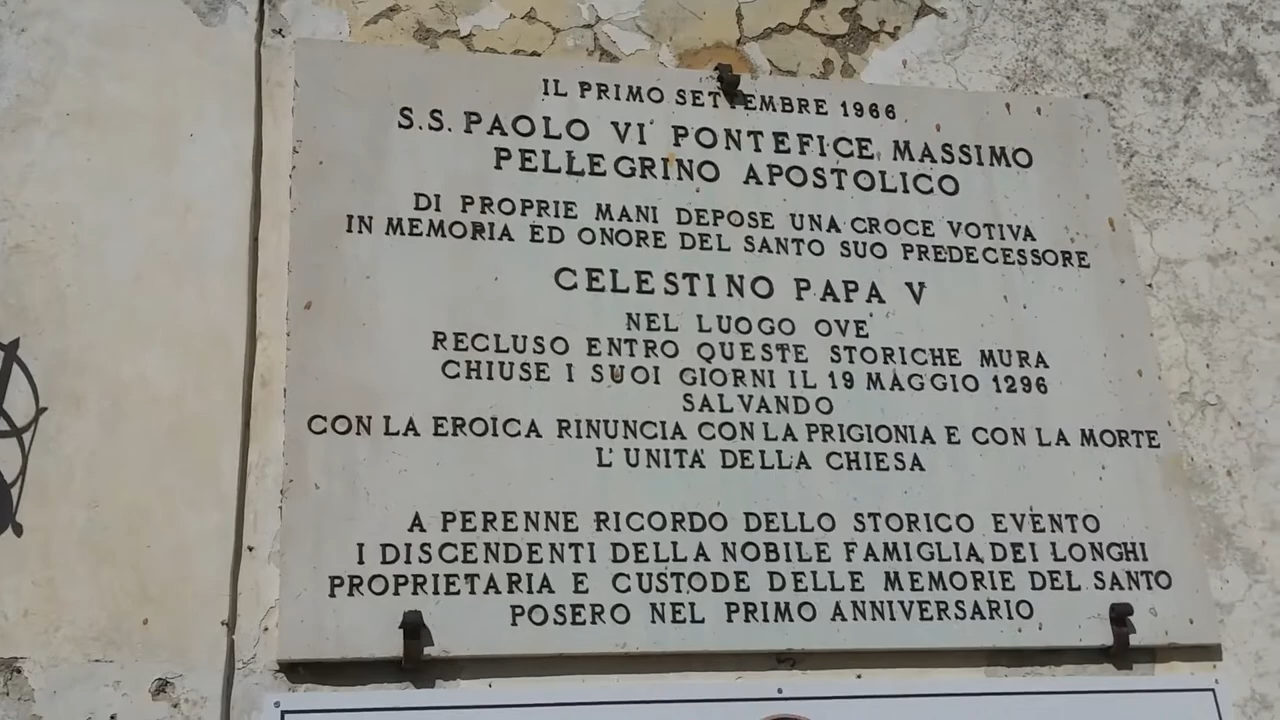 IL PRIMO SETTEMBRE 1966
S.S. PAOLO VI PONTEFICE MASSIMO
PELLEGRINO APOSTOLICO
DI PROPRIE MANI DEPOSE UNA CROCE VOTIVA
IN MEMORIA ED ONORE DEL SANTO SUO PREDECESSORE
CELESTINO PAPA V
NEL LUOGO OVE
RECLUSO ENTRO QUESTE STORICHE MURA
CHIUSE I SUOI GIORNI IL 19 MAGGIO 1296
SALVANDO
CON LA EROICA RINUNCIA CON LA PRIGIONIA E CON LA MORTE
L'UNITA' DELLA CHIESA
A PERENNE RICORDO DELLO STORICO EVENTO
I DISCENDENTI DELLA NOBILE FAMIGLIA DEI LONGHI
PROPRIETARIA E CUSTODE DELLE MEMORIE DEL SANTO
POSERO NEL PRIMO ANNIVERSARIO